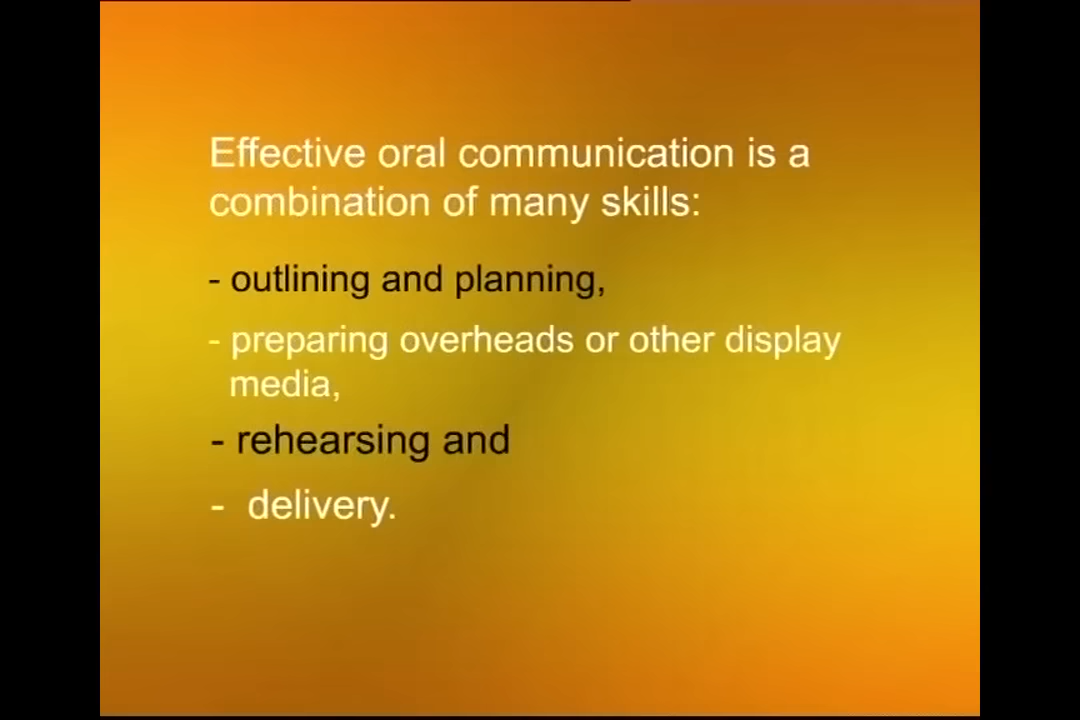 Effective oral communication is a
combination of many skills:
- outlining and planning,
- preparing overheads or other display
media,
- rehearsing and
- delivery.